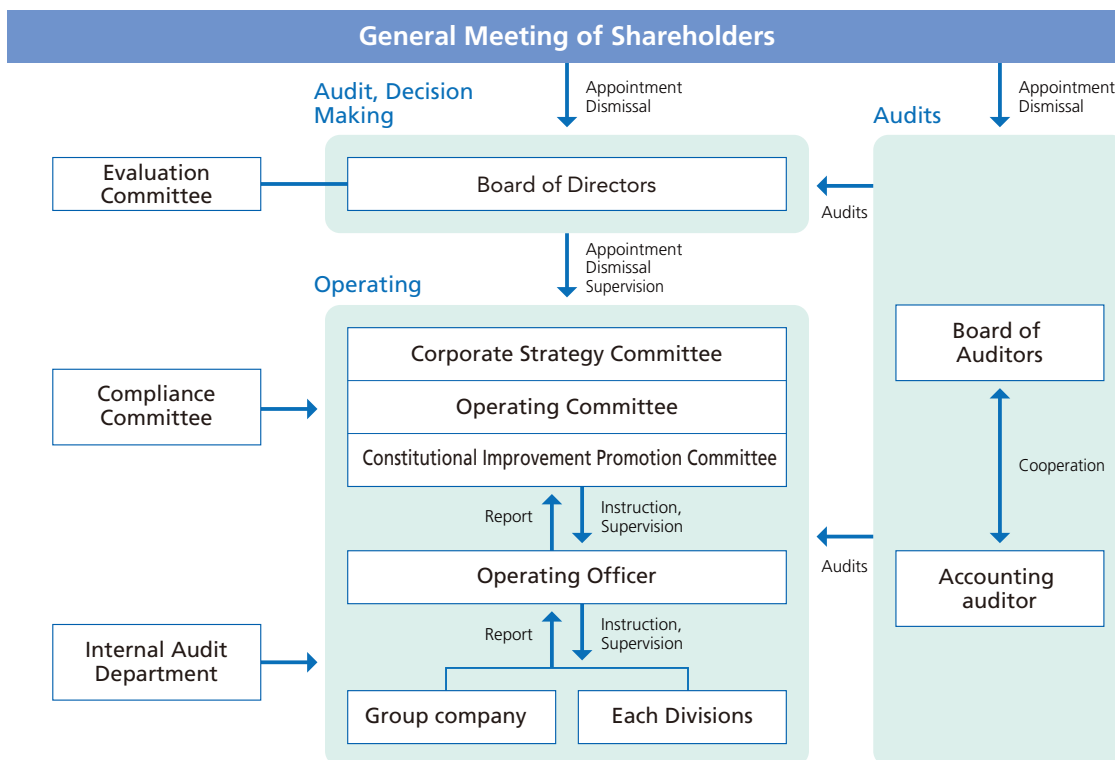 General Meeting of Shareholders
Audit, Decision
Making
Appointment
Dismissal
Audits
Appointment
Dismissal
Evaluation
Committee
Board of Directors
Audits
Appointment
Dismissal
Supervision
Operating
Corporate Strategy Committee
Operating Committee
Constitutional Improvement Promotion Committee
Compliance
Committee
Board of
Auditors
Cooperation
Report
Instruction,
Supervision
Operating Officer
Audits
Accounting
auditor
Report
Instruction,
Supervision
Internal Audit
Department
Group company
Each Divisions